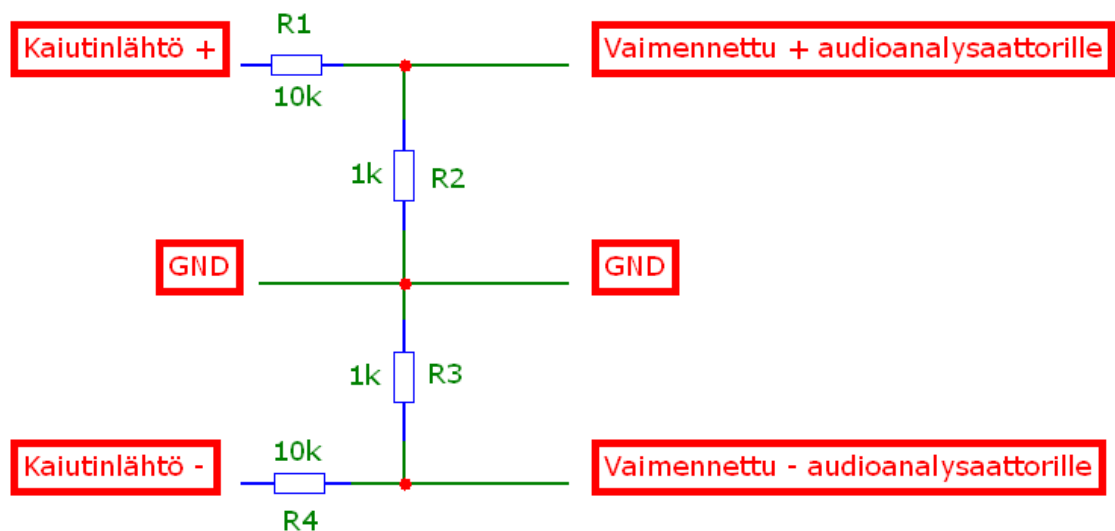 Kaiutinlähtö +
R1
10k
Vaimennettu + audioanalysaattorille
1k
R2
GND
GND
1k
R3
Kaiutinlähtö -
10k
R4
Vaimennettu - audioanalysaattorille